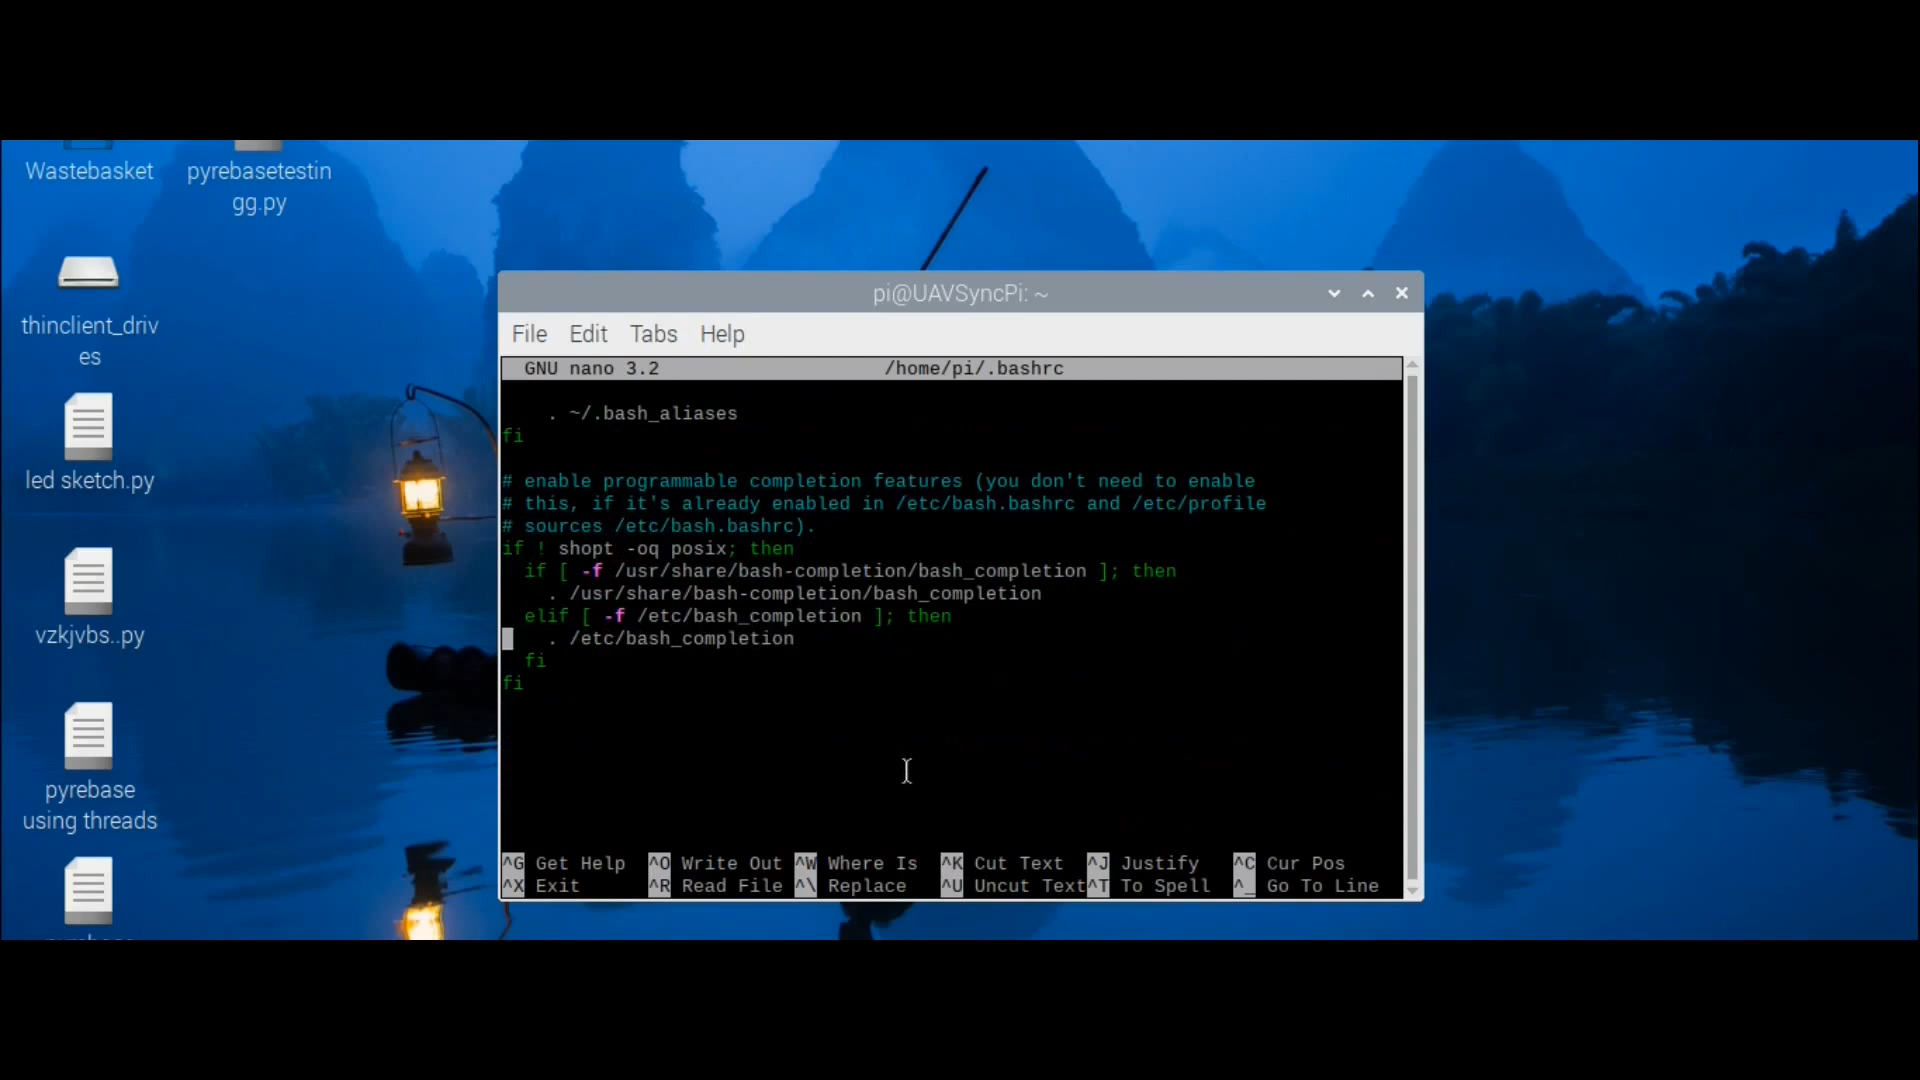 Wastebasket
pyrebasetestin
gg.py
thinclient_driv
es
led sketch.py
vzkjvbs..py
pyrebase
using threads
pi@UAVSyncPi: ~
File Edit Tabs Help
GNU nano 3.2 /home/pi/.bashrc
. ~/.bash_aliases
fi
# enable programmable completion features (you don't need to enable
# this, if it's already enabled in /etc/bash.bashrc and /etc/profile
# sources /etc/bash.bashrc).
if ! shopt -oq posix; then
if [ -f /usr/share/bash-completion/bash_completion ]; then
. /usr/share/bash-completion/bash_completion
elif [ -f /etc/bash_completion ]; then
. /etc/bash_completion
fi
fi
^G Get Help ^O Write Out ^W Where Is ^K Cut Text ^J Justify ^C Cur Pos
^X Exit ^R Read File ^\ Replace ^U Uncut Text ^T To Spell ^_ Go To Line